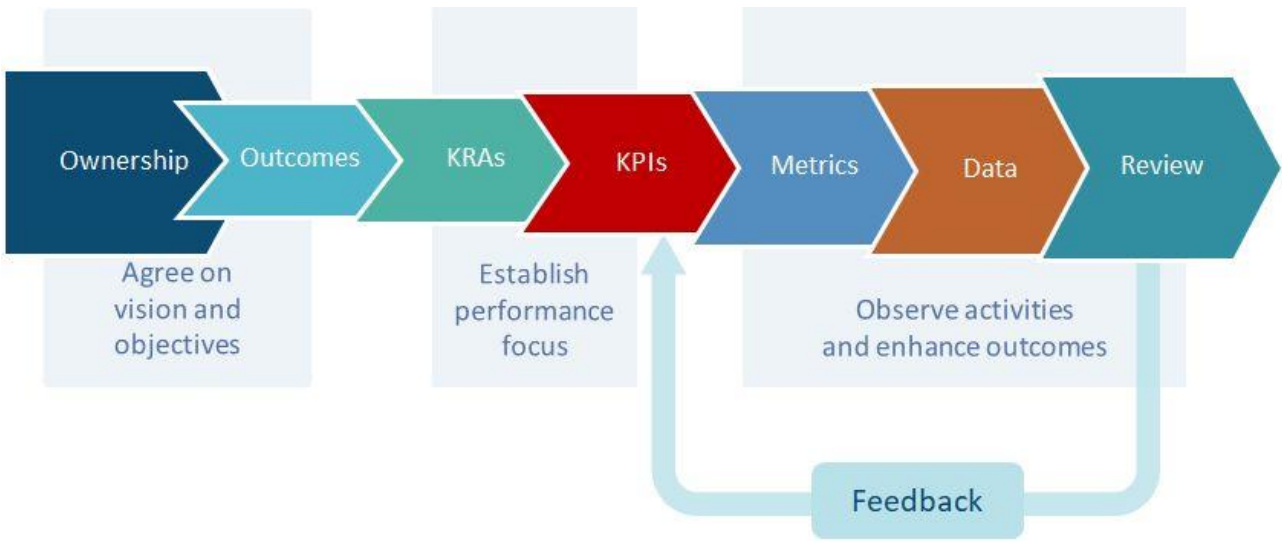 Ownership
Outcomes
KRAs
KPIs
Metrics
Data
Review
Agree on
vision and
objectives
Establish
performance
focus
Observe activities
and enhance outcomes
Feedback